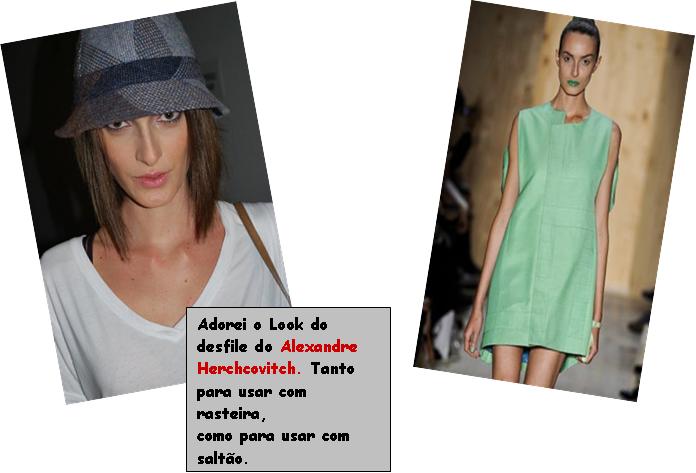 Adorei o Look do
desfile do Alexandre
Herchcovitch. Tanto
para usar com
rasteira,
como para usar com
saltão.